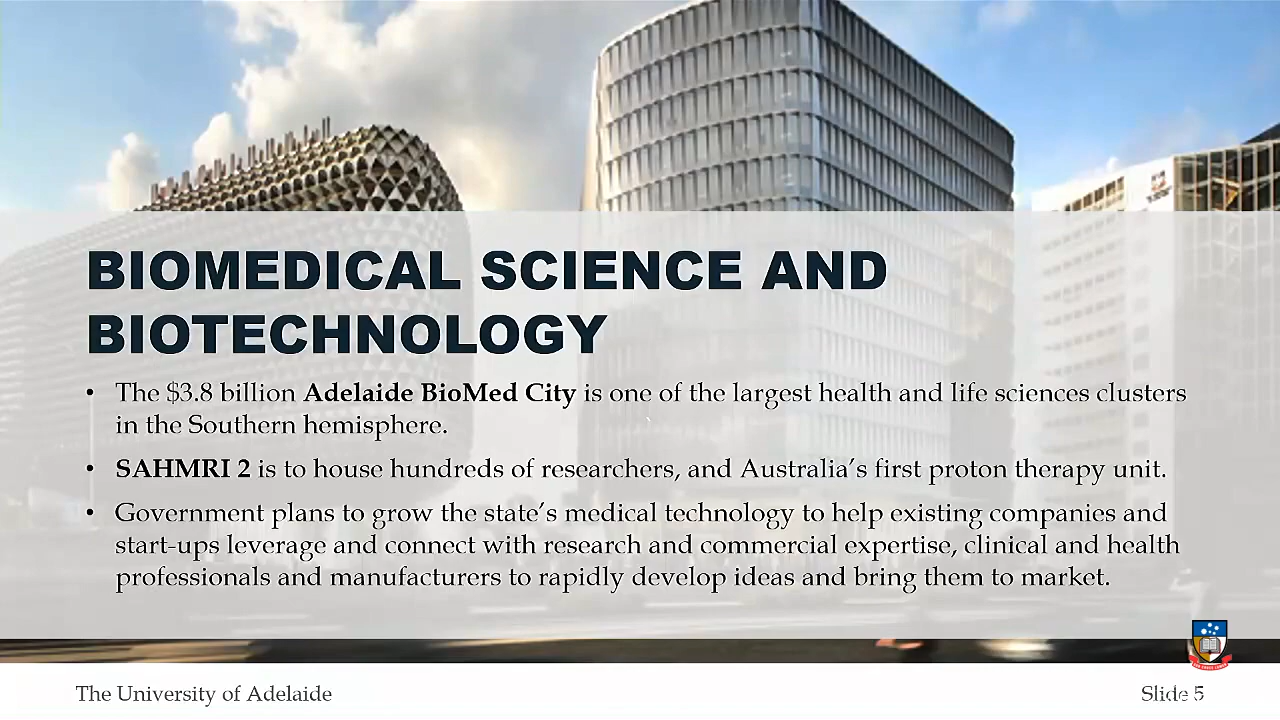 BIOMEDICAL SCIENCE AND
BIOTECHNOLOGY
• The $3.8 billion Adelaide BioMed City is one of the largest health and life sciences clusters
in the Southern hemisphere.
• SAHMRI 2 is to house hundreds of researchers, and Australia’s first proton therapy unit.
• Government plans to grow the state’s medical technology to help existing companies and
start-ups leverage and connect with research and commercial expertise, clinical and health
professionals and manufacturers to rapidly develop ideas and bring them to market.
The University of Adelaide
Slide 5